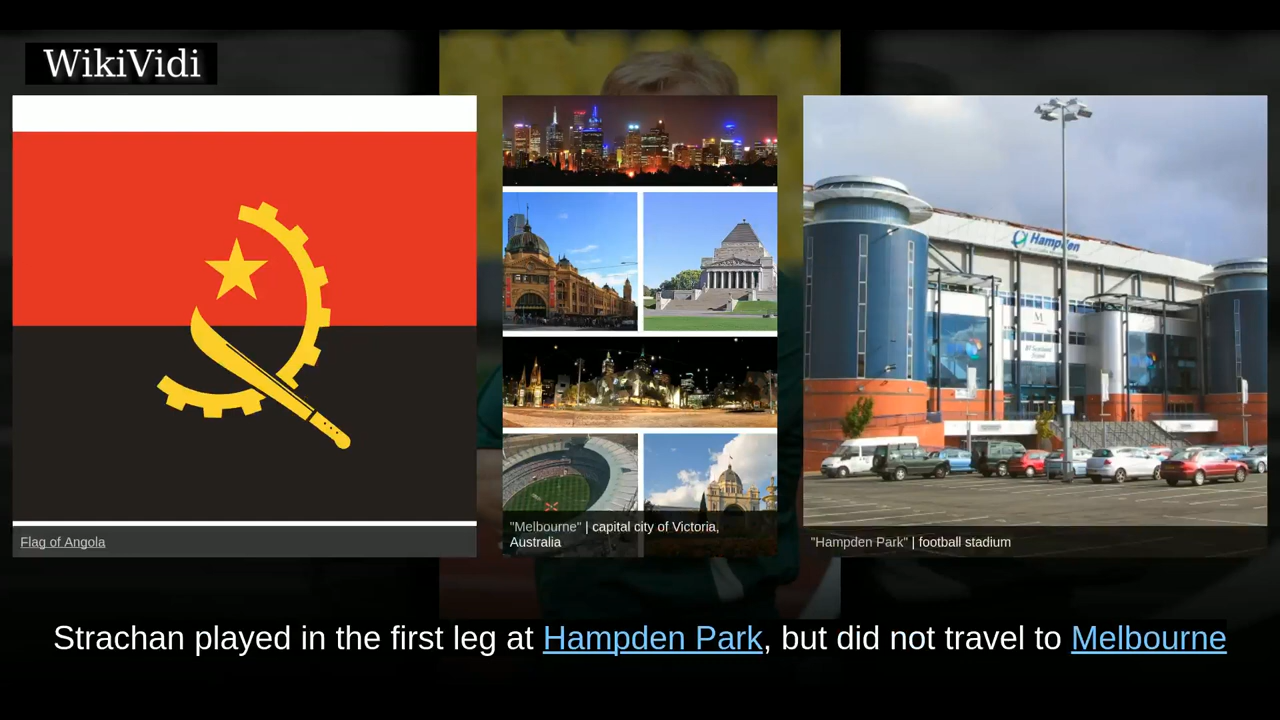 WikiVidi
Hampden
Flag of Angola
"Melbourne" | capital city of Victoria,
Australia
"Hampden Park" | football stadium
Strachan played in the first leg at Hampden Park, but did not travel to Melbourne